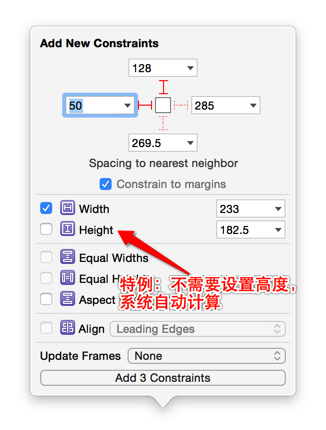 Add New Constraints
128
50
285
269.5
Spacing to nearest neighbor
Constrain to margins
Width 233
Height 182.5
Equal Widths
Equal He
特例：不需要设置高度，
Aspect
系统自动计算
Align Leading Edges
Update Frames None
Add 3 Constraints